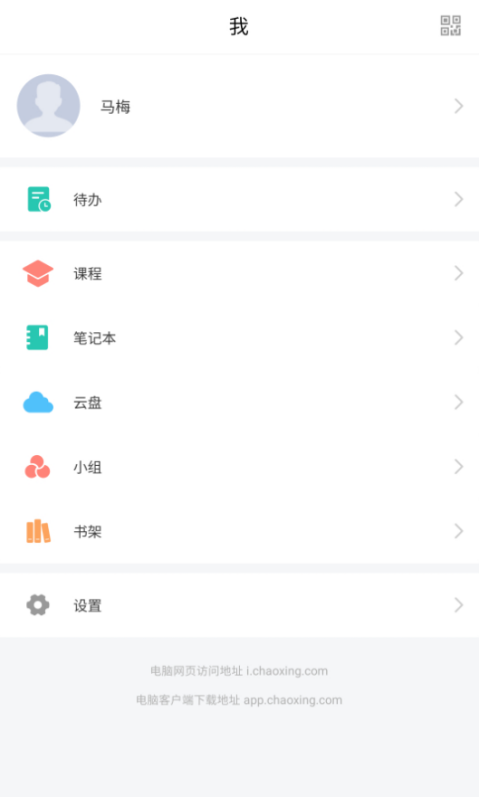 我
马梅
待办
课程
笔记本
云盘
小组
书架
设置
电脑网页访问地址 i.chaoxing.com
电脑客户端下载地址 app.chaoxing.com